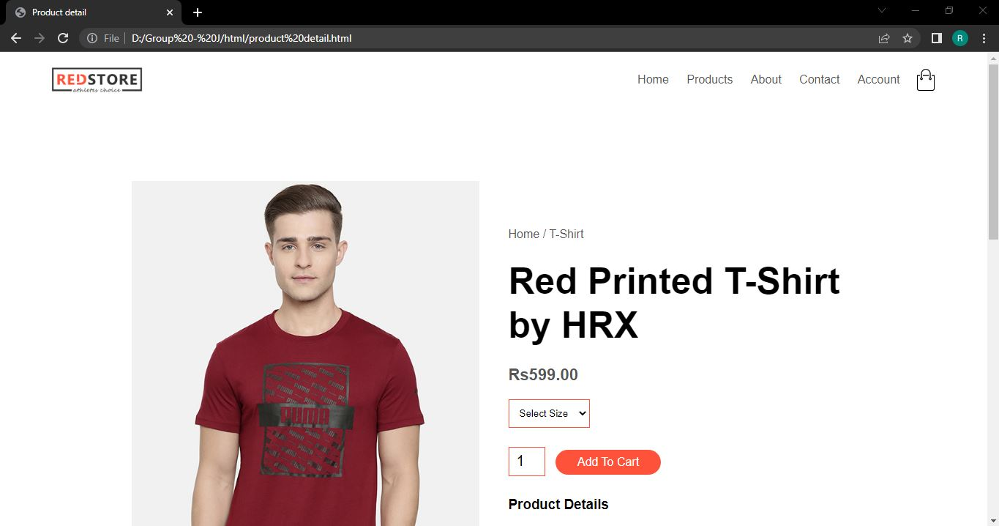 Product detail
File
D:/Group%20-%20J/html/product%20detail.html
R
REDSTORE
athletes choice
Home Products About Contact Account
Home / T-Shirt
Red Printed T-Shirt
by HRX
Rs599.00
Select Size
1
Add To Cart
Product Details
PUMA